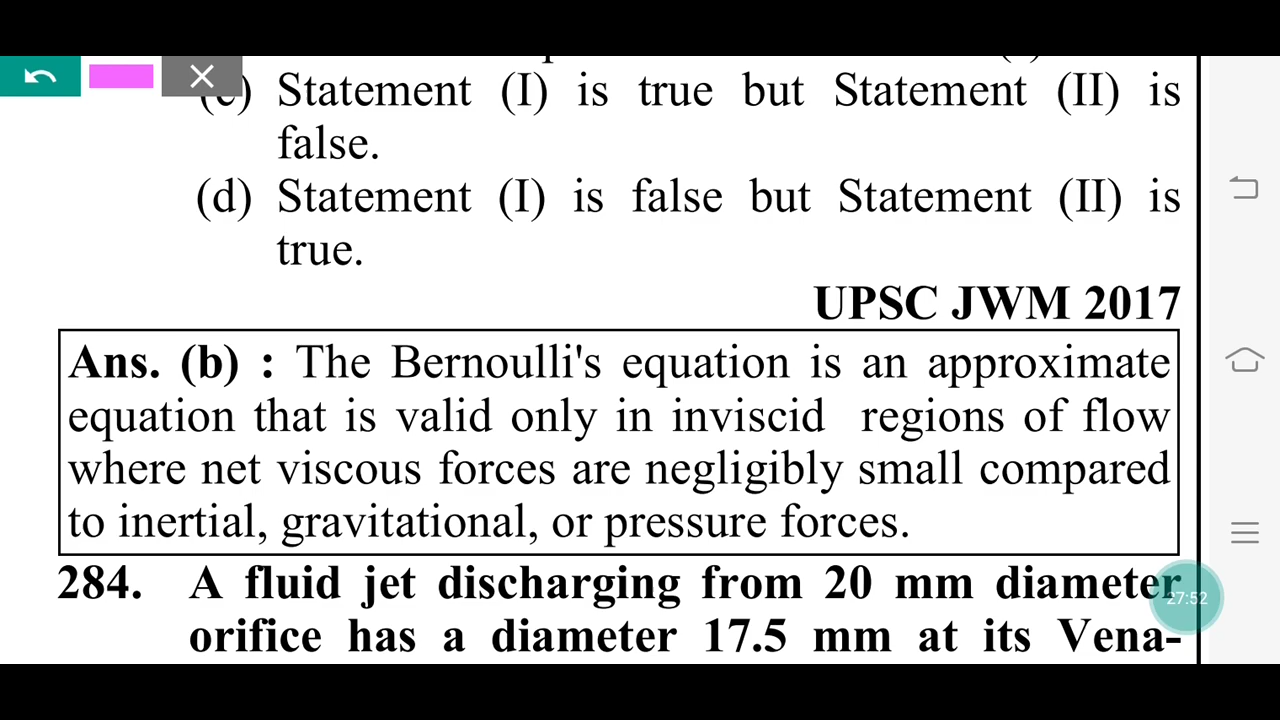 (c) Statement (I) is true but Statement (II) is
false.
(d) Statement (I) is false but Statement (II) is
true.
UPSC JWM 2017
Ans. (b) : The Bernoulli's equation is an approximate
equation that is valid only in inviscid regions of flow
where net viscous forces are negligibly small compared
to inertial, gravitational, or pressure forces.
284. A fluid jet discharging from 20 mm diameter
27:52
orifice has a diameter 17.5 mm at its Vena-